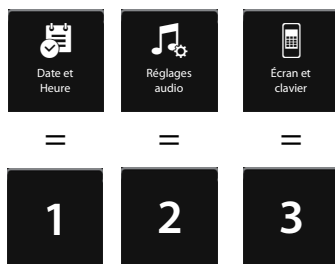 Date et
Heure
Réglages
audio
Écran et
clavier
= = =
1 2 3